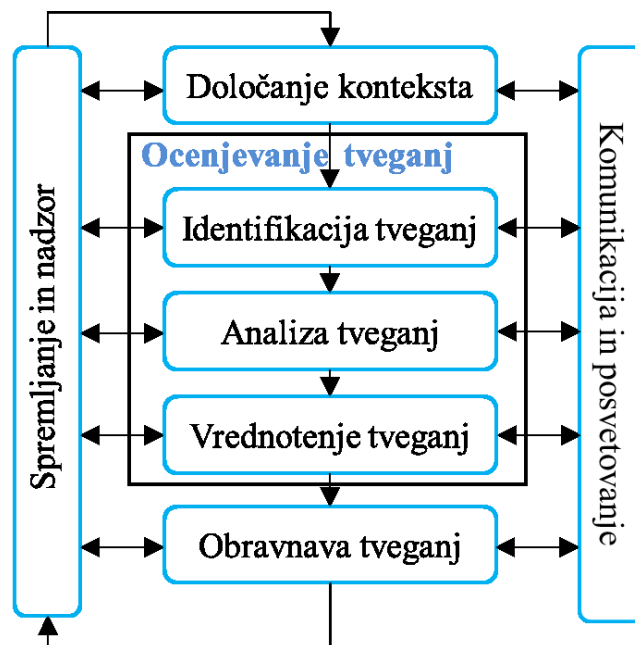 Določanje konteksta
Ocenjevanje tveganj
Identifikacija tveganj
Analiza tveganj
Vrednotenje tveganj
Obravnava tveganj
Spremljanje in nadzor
Komunikacija in posvetovanje